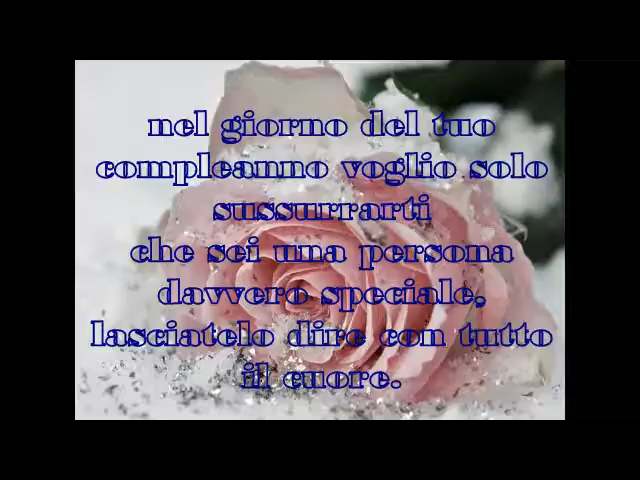 nel giorno del tuo
compleanno voglio solo
sussurrarti
che sei una persona
davvero speciale,
lasciatelo dire con tutto
il cuore.